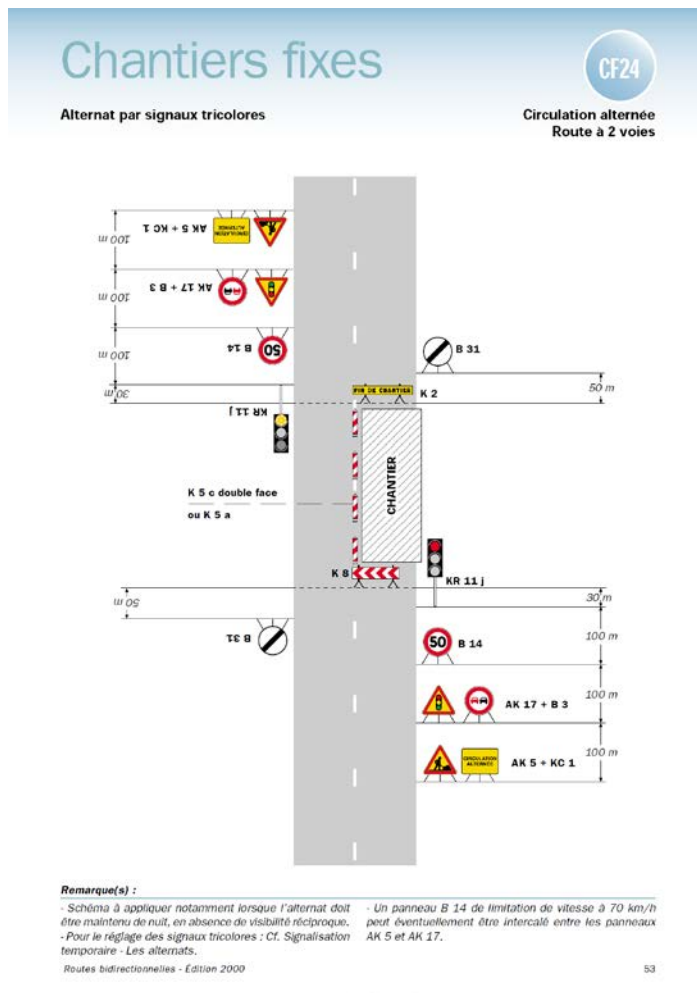 Chantiers fixes
CF24
Alternat par signaux tricolores
Circulation alternée
Route à 2 voies
AK 5 + KC 1
CIRCULATION
ALTERNÉE
100 m
AK 17 + B 3
100 m
B 14
50
100 m
30 m
KR 11 j
B 31
50 m
FIN DE CHANTIER
K 2
CHANTIER
K 5 c double face
ou K 5 a
K 8
KR 11 j
50 m
30 m
B 31
100 m
50
B 14
100 m
AK 17 + B 3
100 m
CIRCULATION
ALTERNÉE
AK 5 + KC 1
Remarque(s) :
- Schéma à appliquer notamment lorsque l'alternat doit
être maintenu de nuit, en absence de visibilité réciproque.
- Pour le réglage des signaux tricolores : Cf. Signalisation
temporaire - Les alternats.
- Un panneau B 14 de limitation de vitesse à 70 km/h
peut éventuellement être intercalé entre les panneaux
AK 5 et AK 17.
Routes bidirectionnelles - Édition 2000
53